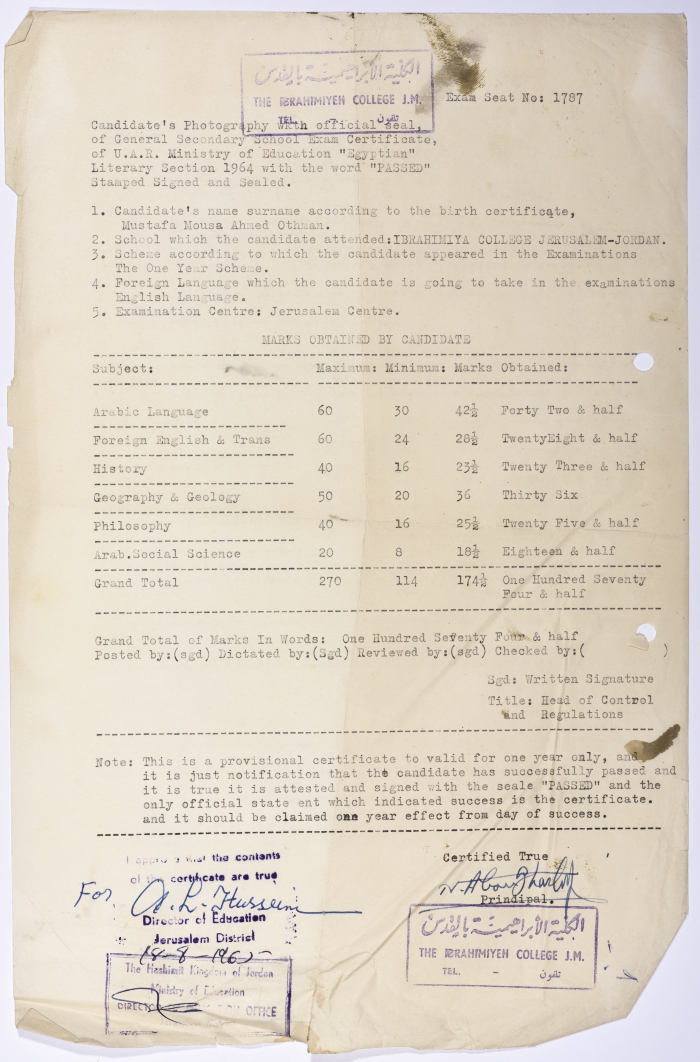 الكلية الإبراهيمية بالقدس
THE IBRAHIMIYEH COLLEGE J.M.
TEL. - تلفون
Exam Seat No: 1787
Candidate's Photography with official seal,
of General Secondary School Exam Certificate,
of U.A.R. Ministry of Education "Egyptian"
Literary Section 1964 with the word "PASSED"
Stamped Signed and Sealed.
1. Candidate's name surname according to the birth certificate,
Mustafa Mousa Ahmed Othman.
2. School which the candidate attended:IBRAHIMIYA COLLEGE JERUSALEM-JORDAN.
3. Scheme according to which the candidate appeared in the Examinations
The One Year Scheme.
4. Foreign Language which the candidate is going to take in the examinations
English Language.
5. Examination Centre: Jerusalem Centre.
MARKS OBTAINED BY CANDIDATE
Subject: Maximum: Minimum: Marks Obtained:
Arabic Language 60 30 42½ Forty Two & half
Foreign English & Trans 60 24 28½ TwentyEight & half
History 40 16 23½ Twenty Three & half
Geography & Geology 50 20 36 Thirty Six
Philosophy 40 16 25½ Twenty Five & half
Arab.Social Science 20 8 18½ Eighteen & half
Grand Total 270 114 174½ One Hundred Seventy
Four & half
Grand Total of Marks In Words: One Hundred Seventy Four & half
Posted by:(sgd) Dictated by:(Sgd) Reviewed by:(sgd) Checked by:( )
Sgd: Written Signature
Title: Head of Control
and Regulations
Note: This is a provisional certificate to valid for one year only, and
it is just notification that the candidate has successfully passed and
it is true it is attested and signed with the seale "PASSED" and the
only official state ent which indicated success is the certificate.
and it should be claimed one year effect from day of success.
I approve that the contents
of the certificate are true
For A. L. Husseini
Director of Education
Jerusalem District
18-8-1965
The Hashimit Kingdom of Jordan
Ministry of Education
DIRECTOR OFFICE
Certified True
Prindipal.
الكلية الإبراهيمية بالقدس
THE IBRAHIMIYEH COLLEGE J.M.
TEL. - تلفون